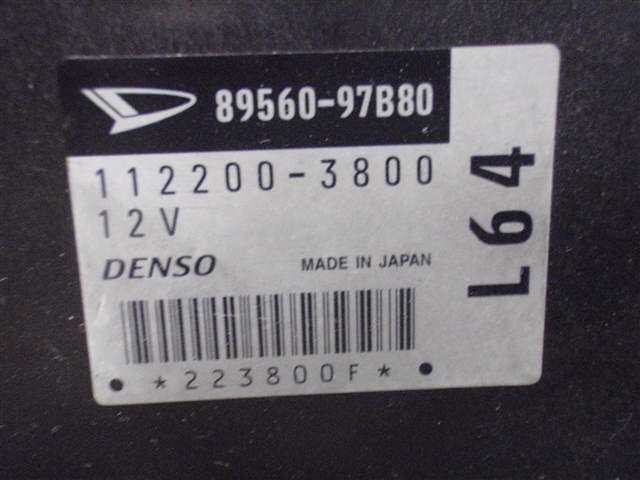 89560-97B80
112200-3800
12V
DENSO MADE IN JAPAN
*223800F*
L64